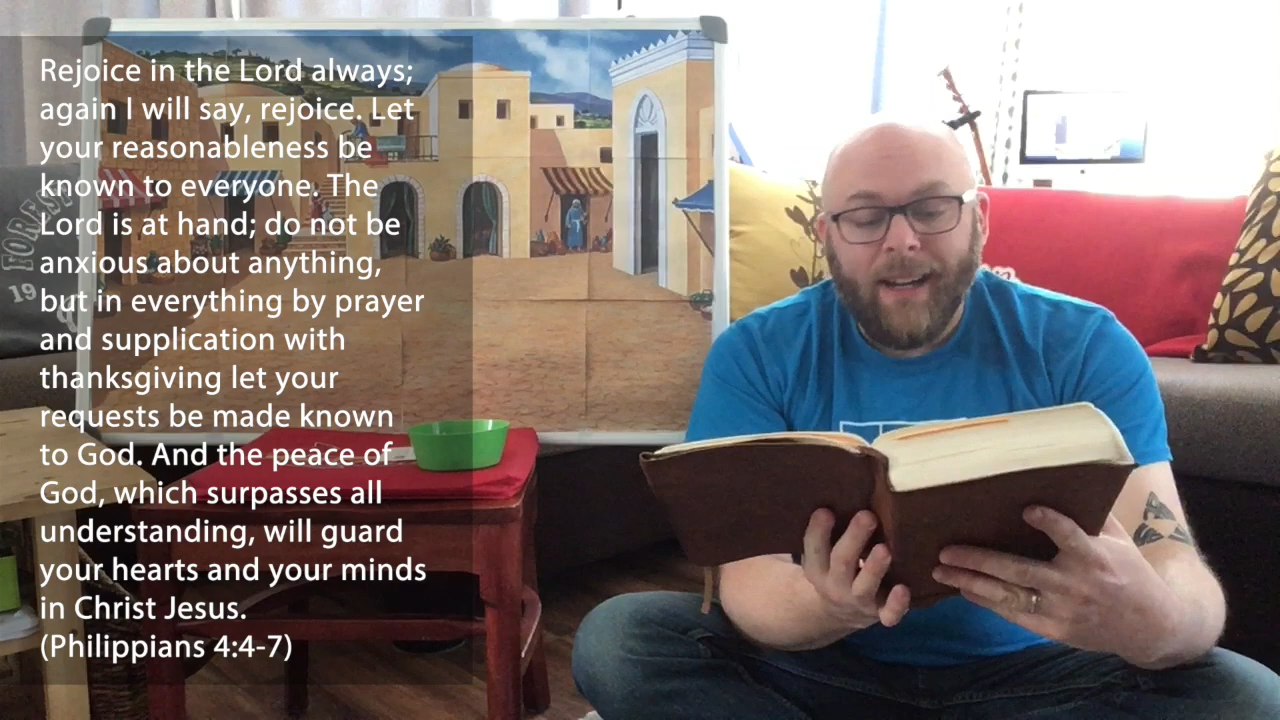 Rejoice in the Lord always;
again I will say, rejoice. Let
your reasonableness be
known to everyone. The
Lord is at hand; do not be
anxious about anything,
but in everything by prayer
and supplication with
thanksgiving let your
requests be made known
to God. And the peace of
God, which surpasses all
understanding, will guard
your hearts and your minds
in Christ Jesus.
(Philippians 4:4-7)
FOREST
19